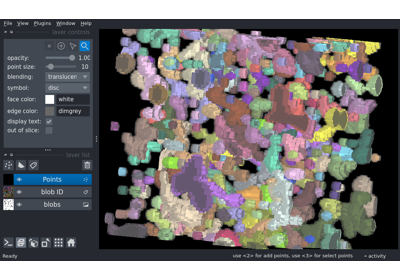 File View Plugins Window Help
layer controls
opacity: 1.00
point size: 10
blending: translucen
symbol: disc
face color: white
edge color: dimgrey
display text:
out of slice:
layer list
Points
blob ID
blobs
Ready
use <2> for add points, use <3> for select points
activity